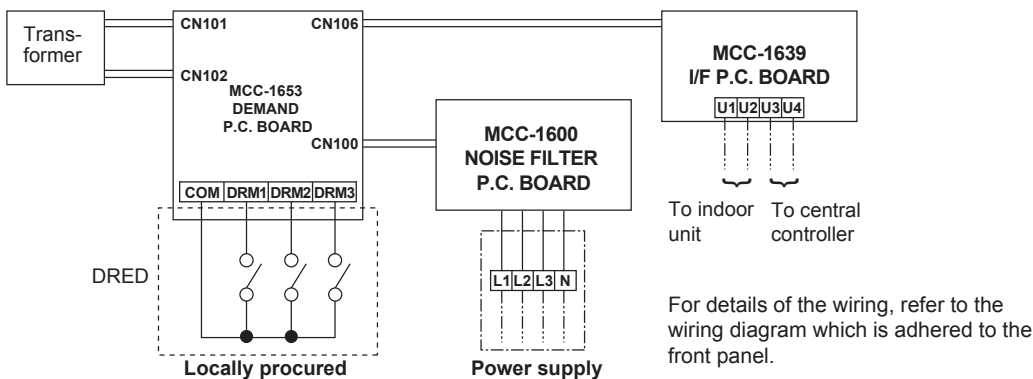 Trans-
former
CN101
CN106
CN102
MCC-1653
DEMAND
P.C. BOARD
CN100
COM DRM1 DRM2 DRM3
DRED
Locally procured
MCC-1600
NOISE FILTER
P.C. BOARD
L1 L2 L3 N
Power supply
MCC-1639
I/F P.C. BOARD
U1 U2 U3 U4
To indoor
unit
To central
controller
For details of the wiring, refer to the
wiring diagram which is adhered to the
front panel.